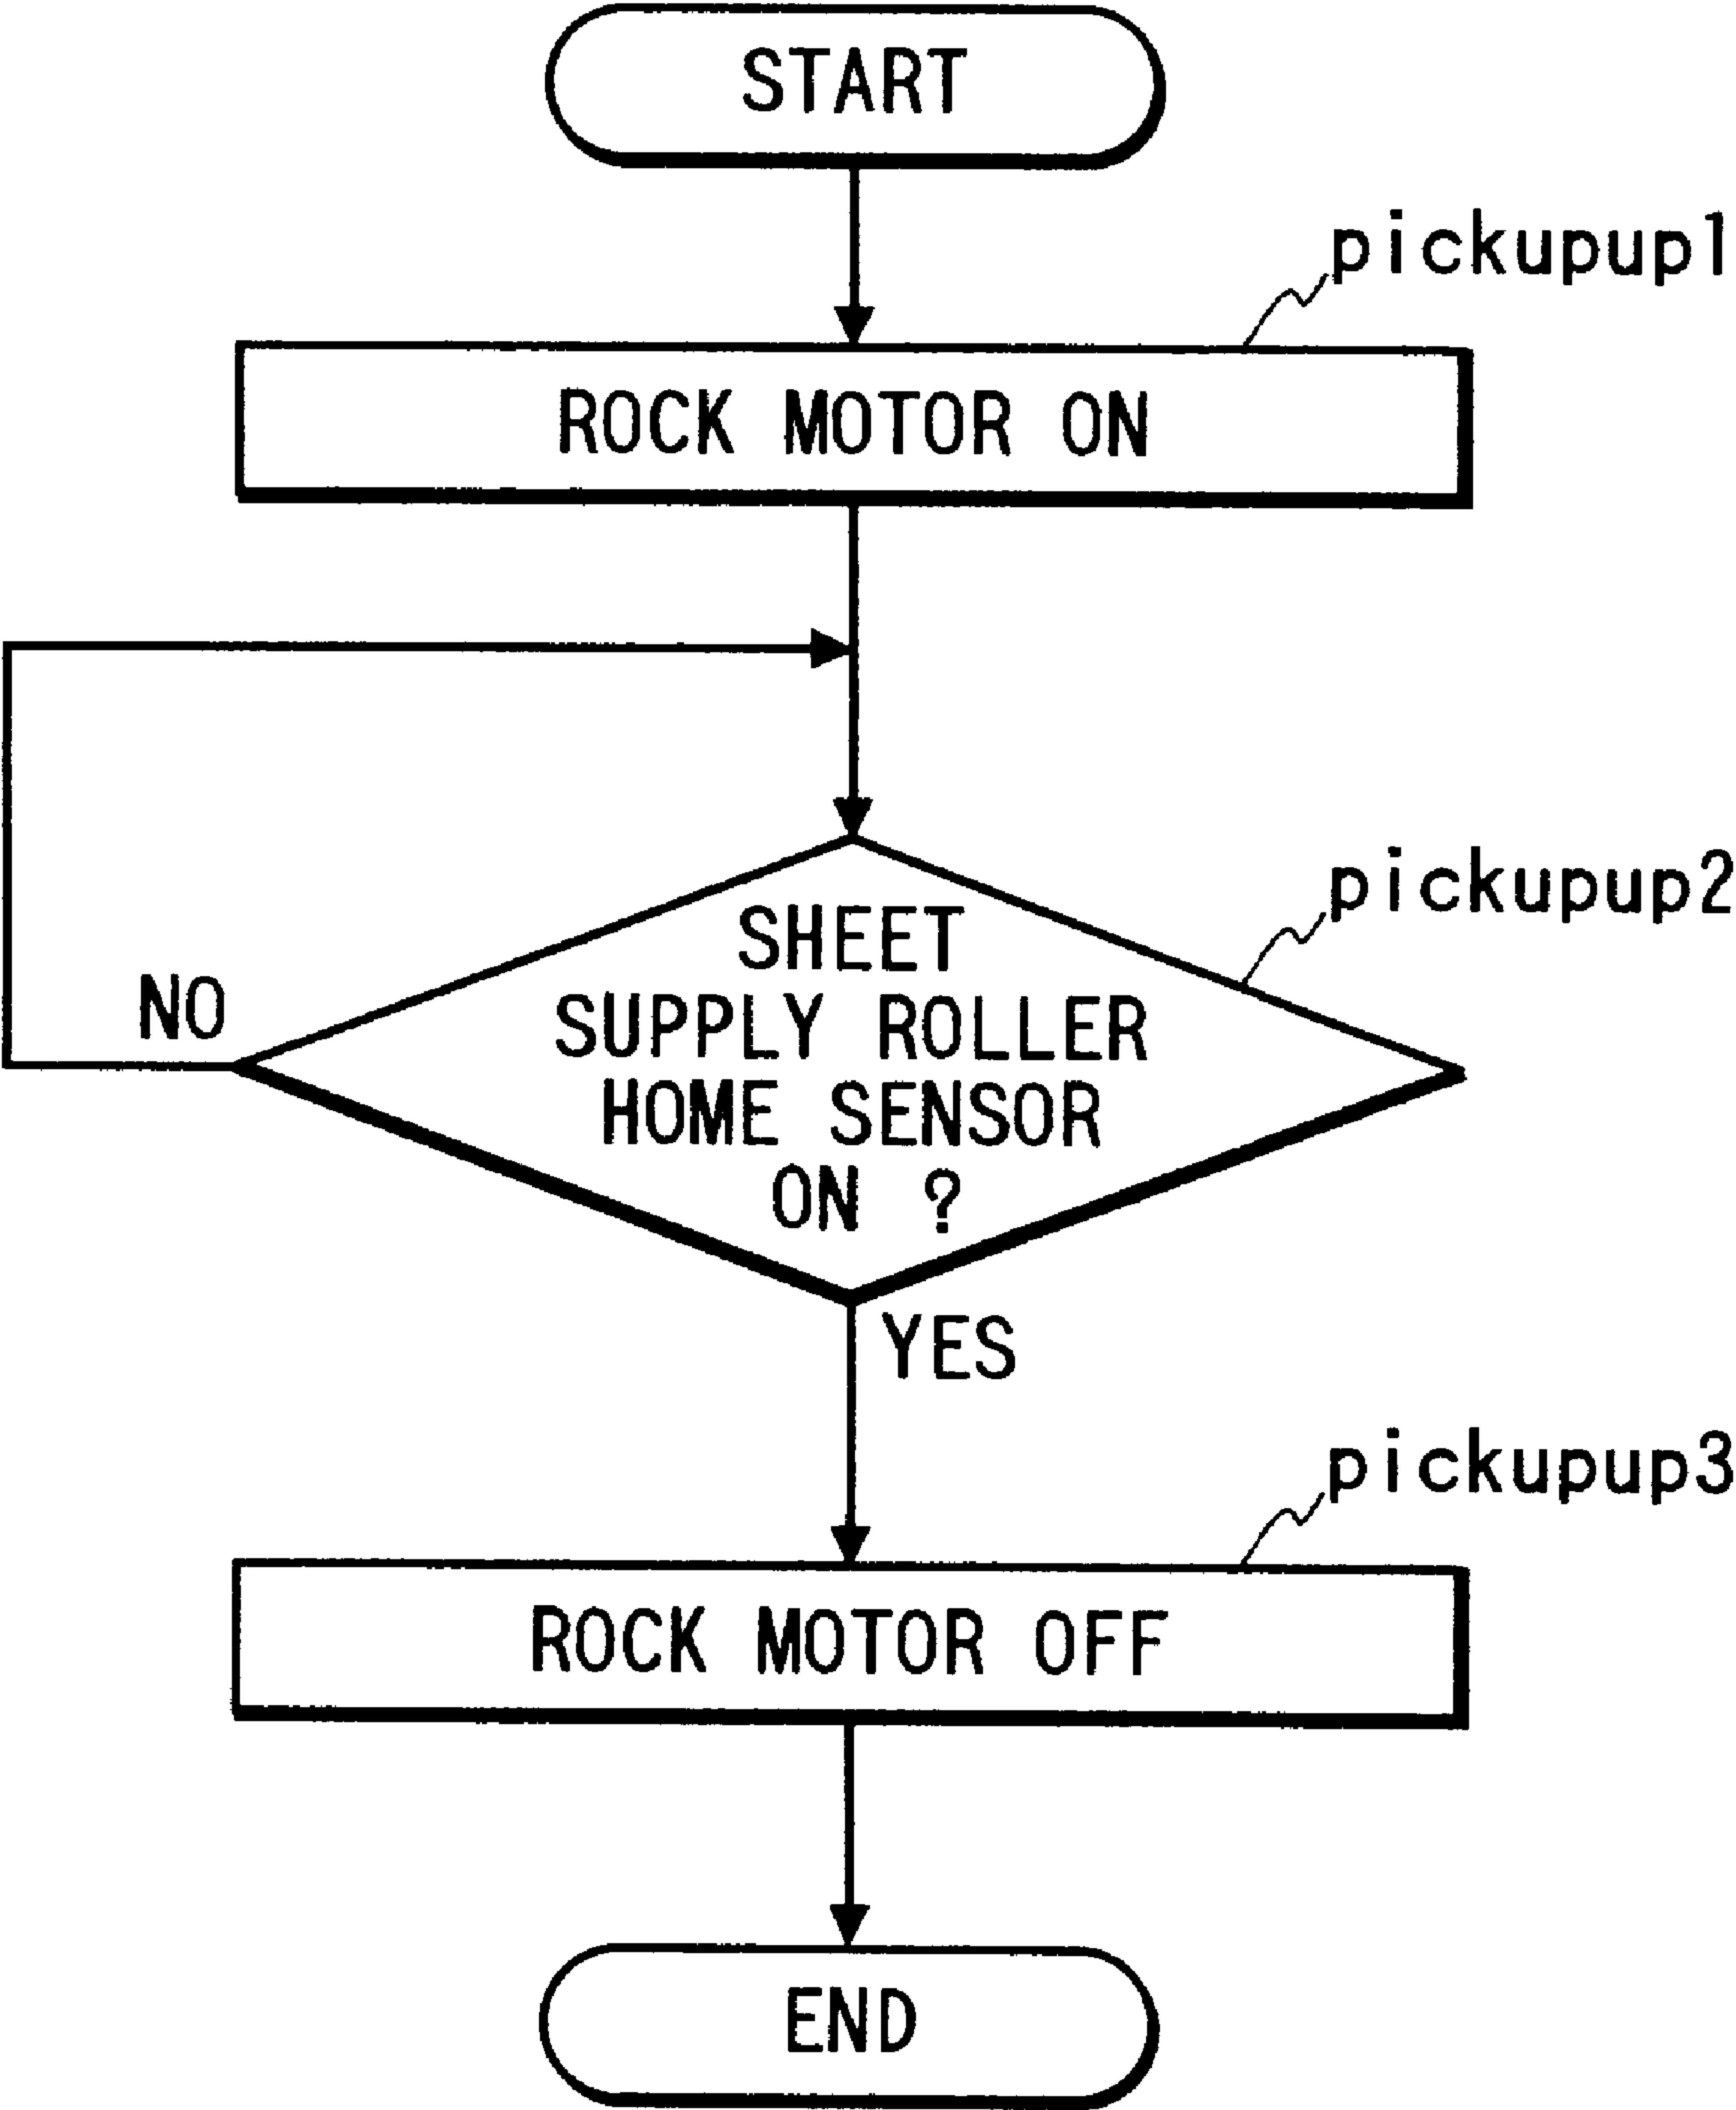 START
pickupup1
ROCK MOTOR ON
pickupup2
SHEET
SUPPLY ROLLER
HOME SENSOR
ON ?
NO
YES
pickupup3
ROCK MOTOR OFF
END